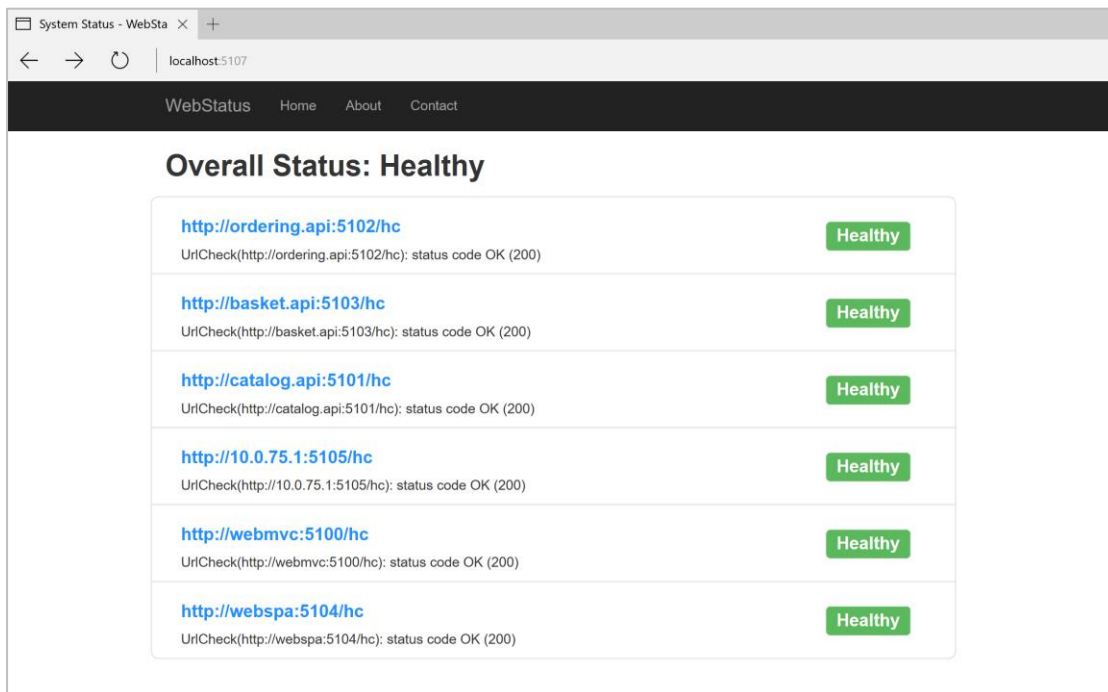 System Status - WebSta
localhost:5107
WebStatus Home About Contact
Overall Status: Healthy
http://ordering.api:5102/hc
Healthy
UrlCheck(http://ordering.api:5102/hc): status code OK (200)
http://basket.api:5103/hc
Healthy
UrlCheck(http://basket.api:5103/hc): status code OK (200)
http://catalog.api:5101/hc
Healthy
UrlCheck(http://catalog.api:5101/hc): status code OK (200)
http://10.0.75.1:5105/hc
Healthy
UrlCheck(http://10.0.75.1:5105/hc): status code OK (200)
http://webmvc:5100/hc
Healthy
UrlCheck(http://webmvc:5100/hc): status code OK (200)
http://webspa:5104/hc
Healthy
UrlCheck(http://webspa:5104/hc): status code OK (200)